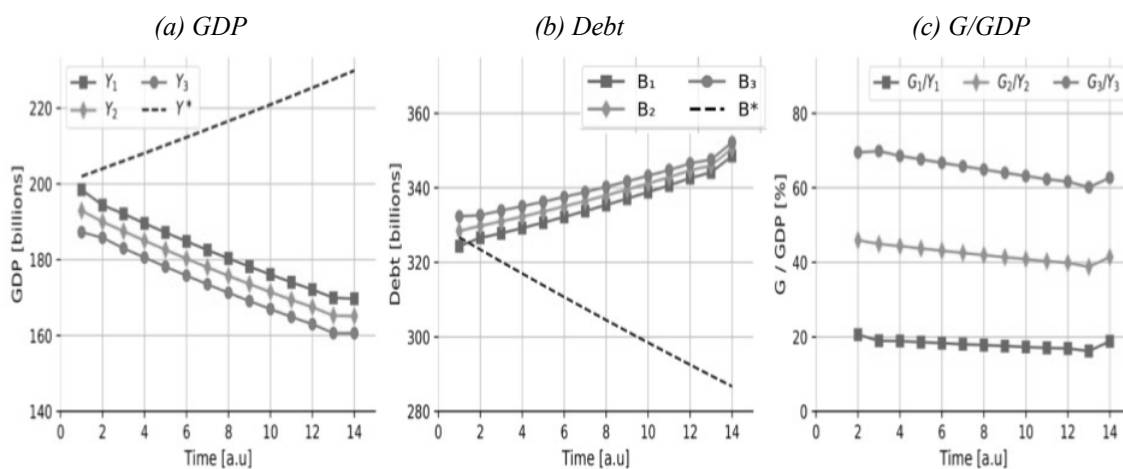 (a) GDP
Y₁ Y₃
Y₂ Y*
GDP [billions]
220
200
180
160
140
0 2 4 6 8 10 12 14
Time [a.u]
(b) Debt
B₁ B₃
B₂ B*
Debt [billions]
360
340
320
300
280
0 2 4 6 8 10 12 14
Time [a.u]
(c) G/GDP
G₁/Y₁ G₂/Y₂ G₃/Y₃
G / GDP [%]
80
60
40
20
0
0 2 4 6 8 10 12 14
Time [a.u]